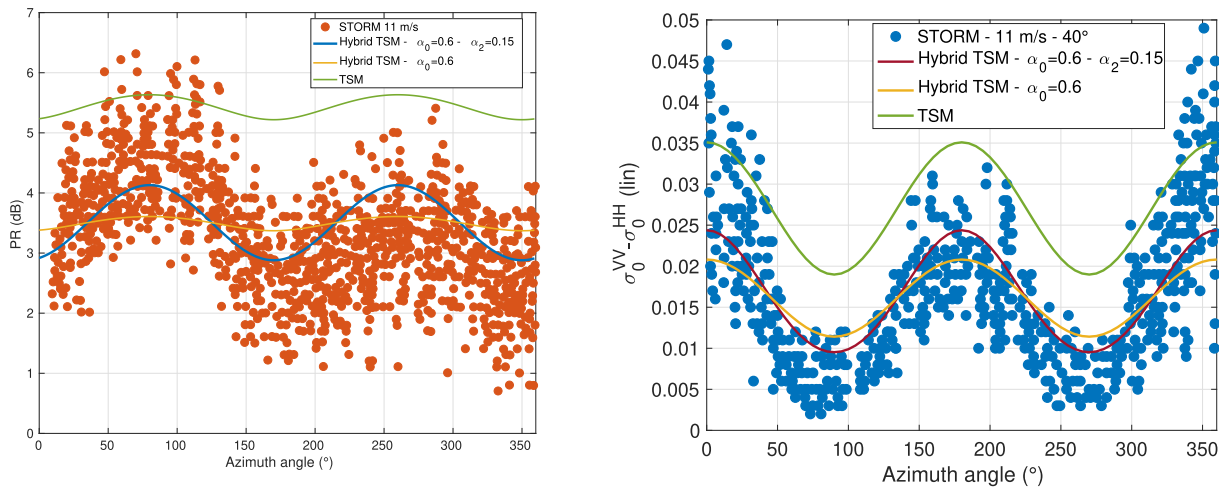 7
6
5
4
3
2
1
0
PR (dB)
STORM 11 m/s
Hybrid TSM - α₀=0.6 - α₂=0.15
Hybrid TSM - α₀=0.6
TSM
0 50 100 150 200 250 300 350
Azimuth angle (°)
0.05
0.045
0.04
0.035
0.03
0.025
0.02
0.015
0.01
0.005
0
σ₀ⱽⱽ-σ₀ᴴᴴ (lin)
STORM - 11 m/s - 40°
Hybrid TSM - α₀=0.6 - α₂=0.15
Hybrid TSM - α₀=0.6
TSM
0 50 100 150 200 250 300 350
Azimuth angle (°)